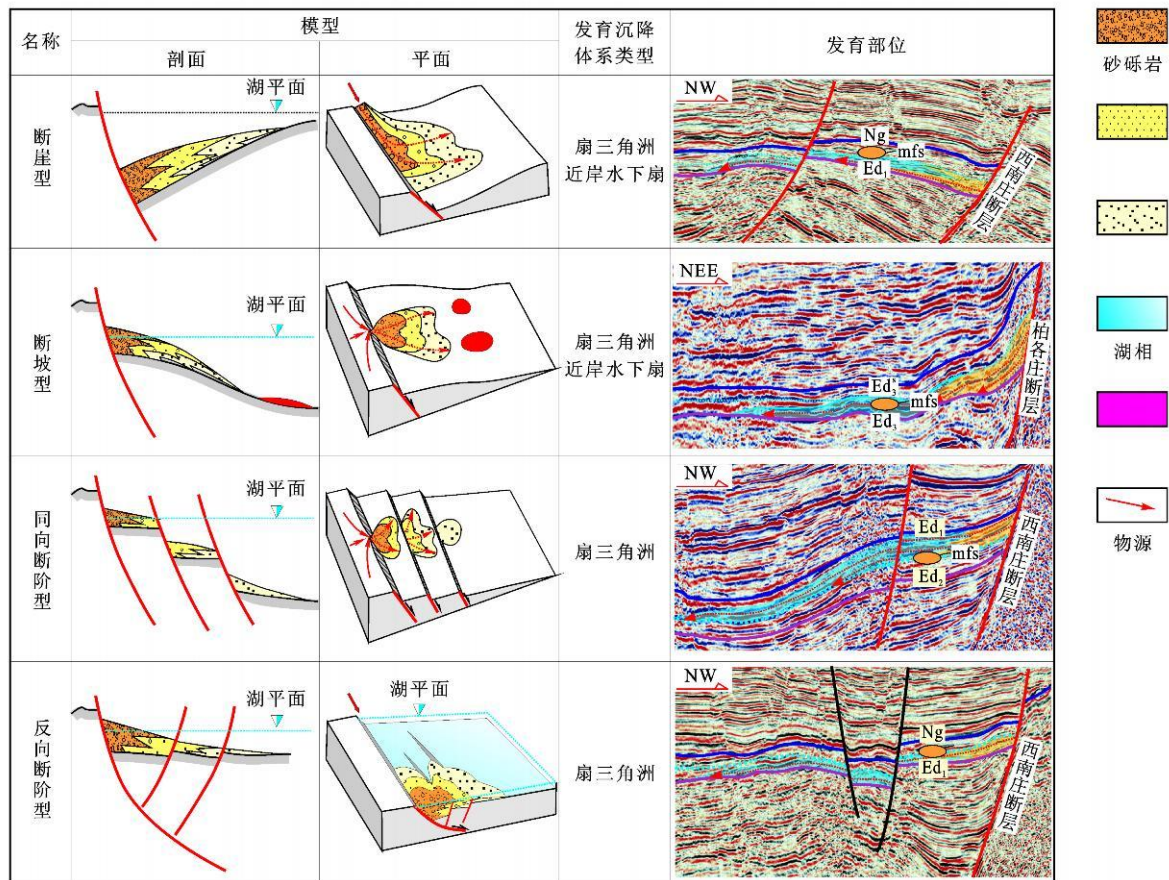 名称
模型
剖面
平面
发育沉降
体系类型
发育部位
断崖型
湖平面
扇三角洲
近岸水下扇
NW
Ng
mfs
Ed₁
西南庄断层
断坡型
湖平面
扇三角洲
近岸水下扇
NEE
Ed₂
mfs
Ed₃
柏各庄断层
同向断阶型
湖平面
扇三角洲
NW
Ed₁
mfs
Ed₂
西南庄断层
反向断阶型
湖平面
湖平面
扇三角洲
NW
Ng
Ed₁
西南庄断层
砂砾岩
湖相
物源